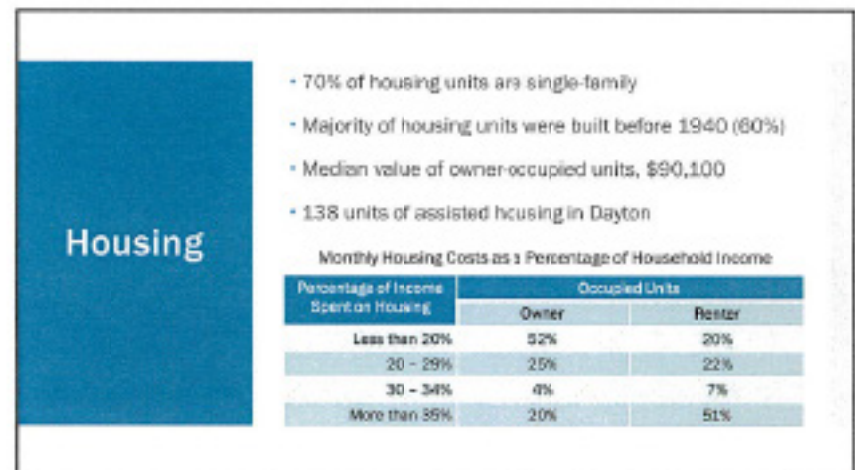 Housing
• 70% of housing units are single-family
• Majority of housing units were built before 1940 (60%)
• Median value of owner-occupied units, $90,100
• 138 units of assisted housing in Dayton
Monthly Housing Costs as a Percentage of Household Income
Percentage of Income Occupied Units
Spent on Housing Owner Renter
Less than 20% 52% 20%
20 – 29% 25% 22%
30 – 34% 4% 7%
More than 35% 20% 51%